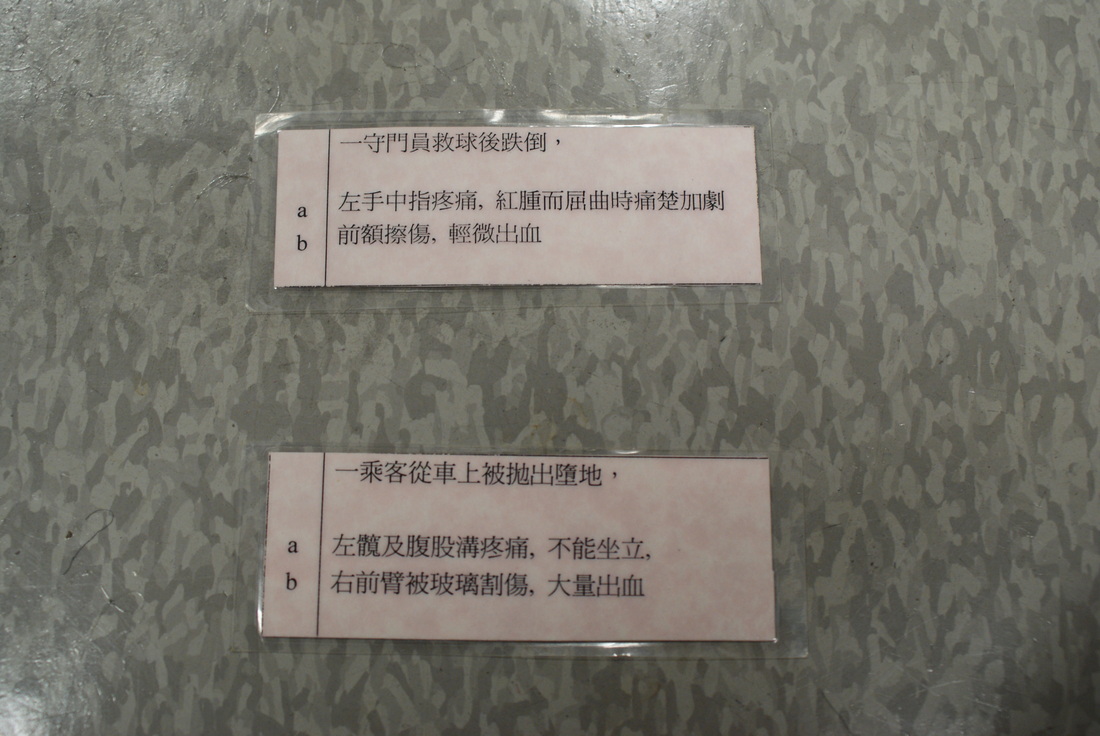 一守門員救球後跌倒，
a 左手中指疼痛, 紅腫而屈曲時痛楚加劇
b 前額擦傷, 輕微出血
一乘客從車上被拋出墮地，
a 左髖及腹股溝疼痛, 不能坐立,
b 右前臂被玻璃割傷, 大量出血